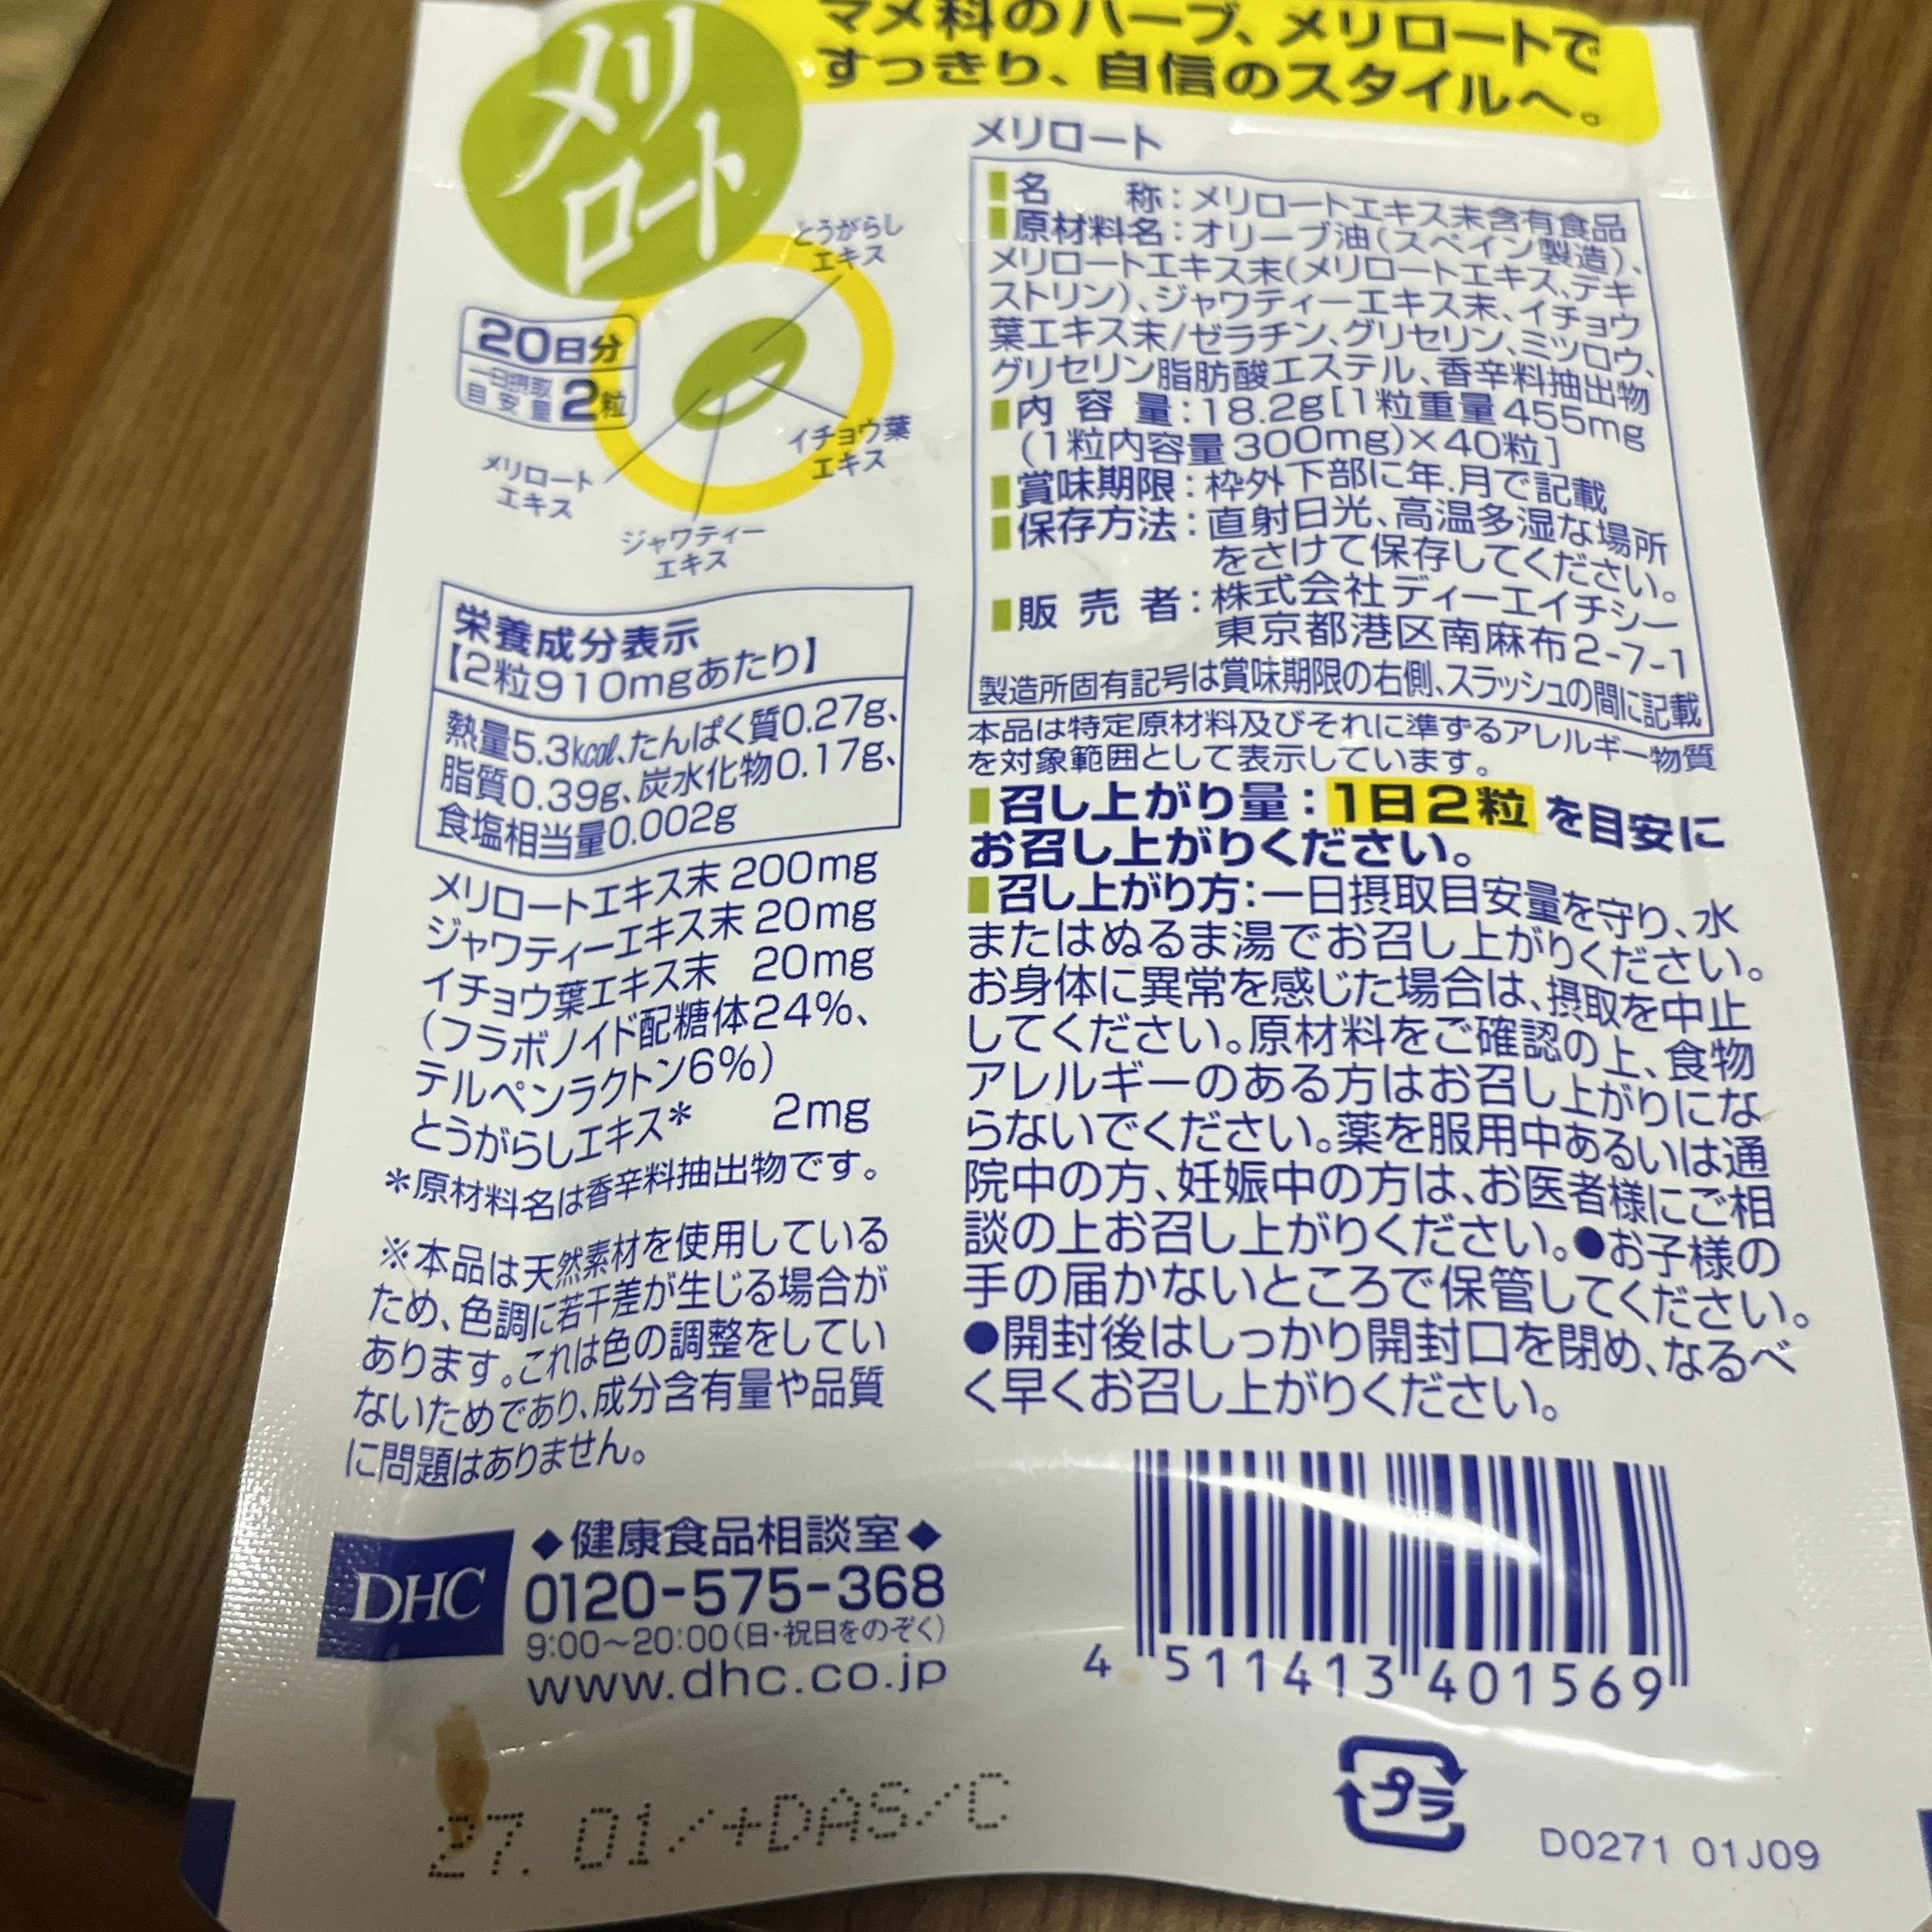 マメ科のハーブ、メリロートで
すっきり、自信のスタイルへ。
メリ
ロート
とうがらし
エキス
20日分
一日摂取
目安量 2粒
イチョウ葉
エキス
メリロート
エキス
ジャワティー
エキス
栄養成分表示
【2粒910mgあたり】
熱量5.3kcal、たんぱく質0.27g、
脂質0.39g、炭水化物0.17g、
食塩相当量0.002g
メリロートエキス末 200mg
ジャワティーエキス末 20mg
イチョウ葉エキス末 20mg
(フラボノイド配糖体24%、
テルペンラクトン6%)
とうがらしエキス* 2mg
*原材料名は香辛料抽出物です。
※本品は天然素材を使用している
ため、色調に若干差が生じる場合が
あります。これは色の調整をしてい
ないためであり、成分含有量や品質
に問題はありません。
メリロート
名 称:メリロートエキス末含有食品
原材料名:オリーブ油(スペイン製造)、
メリロートエキス末(メリロートエキス、デキ
ストリン)、ジャワティーエキス末、イチョウ
葉エキス末/ゼラチン、グリセリン、ミツロウ、
グリセリン脂肪酸エステル、香辛料抽出物
内 容 量:18.2g[1粒重量455mg
(1粒内容量300mg)×40粒]
賞味期限:枠外下部に年.月で記載
保存方法:直射日光、高温多湿な場所
をさけて保存してください。
販 売 者:株式会社ディーエイチシー
東京都港区南麻布2-7-1
製造所固有記号は賞味期限の右側、スラッシュの間に記載
本品は特定原材料及びそれに準ずるアレルギー物質
を対象範囲として表示しています。
召し上がり量:1日2粒を目安に
お召し上がりください。
召し上がり方:一日摂取目安量を守り、水
またはぬるま湯でお召し上がりください。
お身体に異常を感じた場合は、摂取を中止
してください。原材料をご確認の上、食物
アレルギーのある方はお召し上がりにな
らないでください。薬を服用中あるいは通
院中の方、妊娠中の方は、お医者様にご相
談の上お召し上がりください。●お子様の
手の届かないところで保管してください。
●開封後はしっかり開封口を閉め、なるべ
く早くお召し上がりください。
DHC
◆健康食品相談室◆
0120-575-368
9:00～20:00(日・祝日をのぞく)
www.dhc.co.jp
4 511413 401569
プラ
27. 01/+DAS/C
D0271 01J09